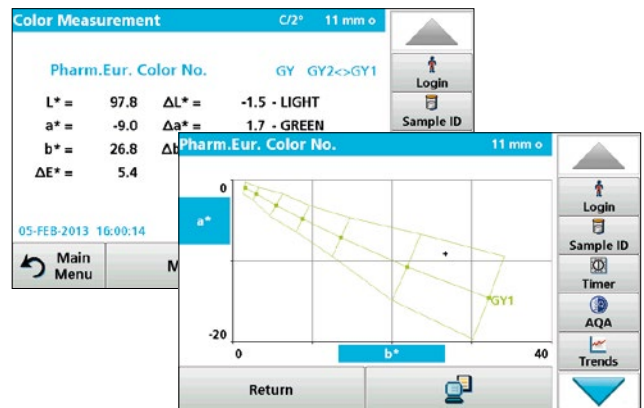 Color Measurement C/2° 11 mm o
Pharm.Eur. Color No. GY GY2<>GY1
L* = 97.8 ΔL* = -1.5 - LIGHT
a* = -9.0 Δa* = 1.7 - GREEN
b* = 26.8 Δb
ΔE* = 5.4
05-FEB-2013 16:00:14
Main
Menu
M
Login
Sample ID
Pharm.Eur. Color No. 11 mm o
0
a*
-20
GY1
0 b* 40
Return
Login
Sample ID
Timer
AQA
Trends